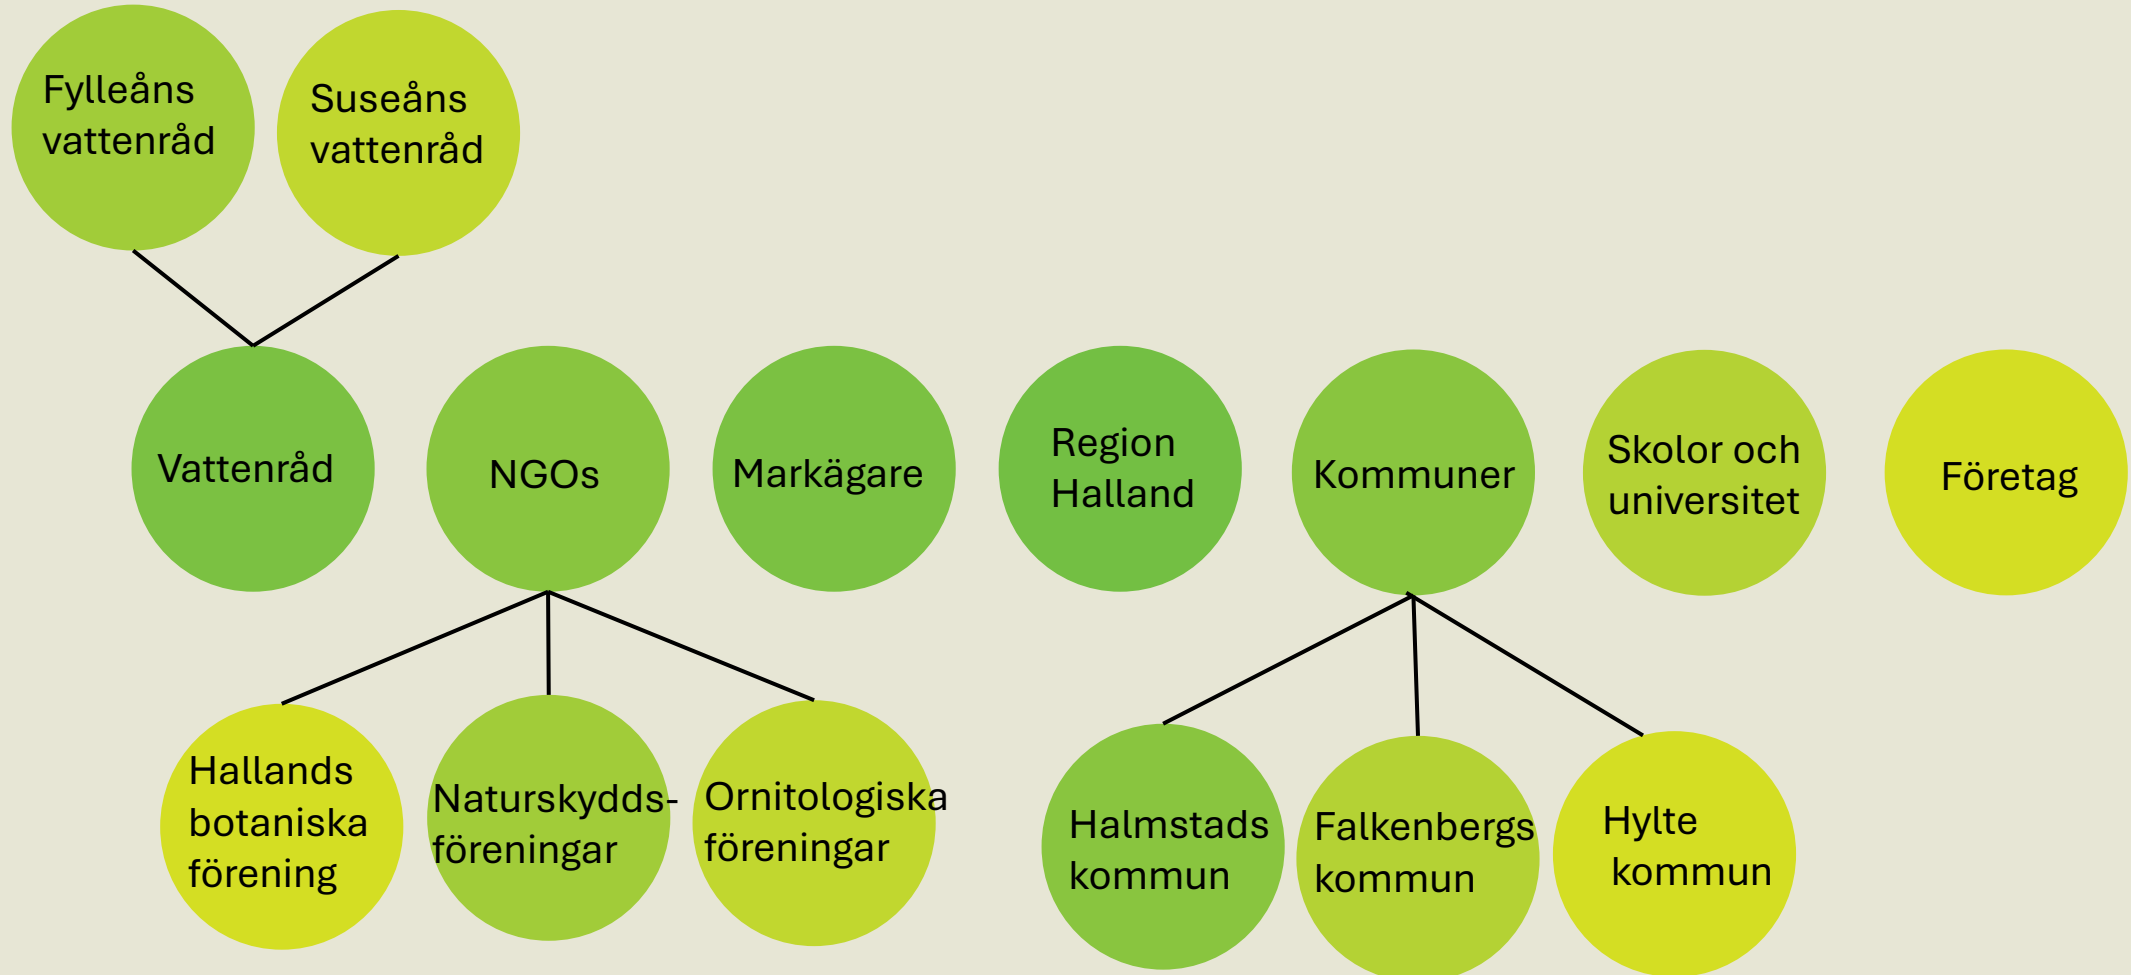 Fylleåns
vattenråd
Suseåns
vattenråd
Vattenråd
NGOs
Markägare
Region
Halland
Kommuner
Skolor och
universitet
Företag
Hallands
botaniska
förening
Naturskydds-
föreningar
Ornitologiska
föreningar
Halmstads
kommun
Falkenbergs
kommun
Hylte
kommun